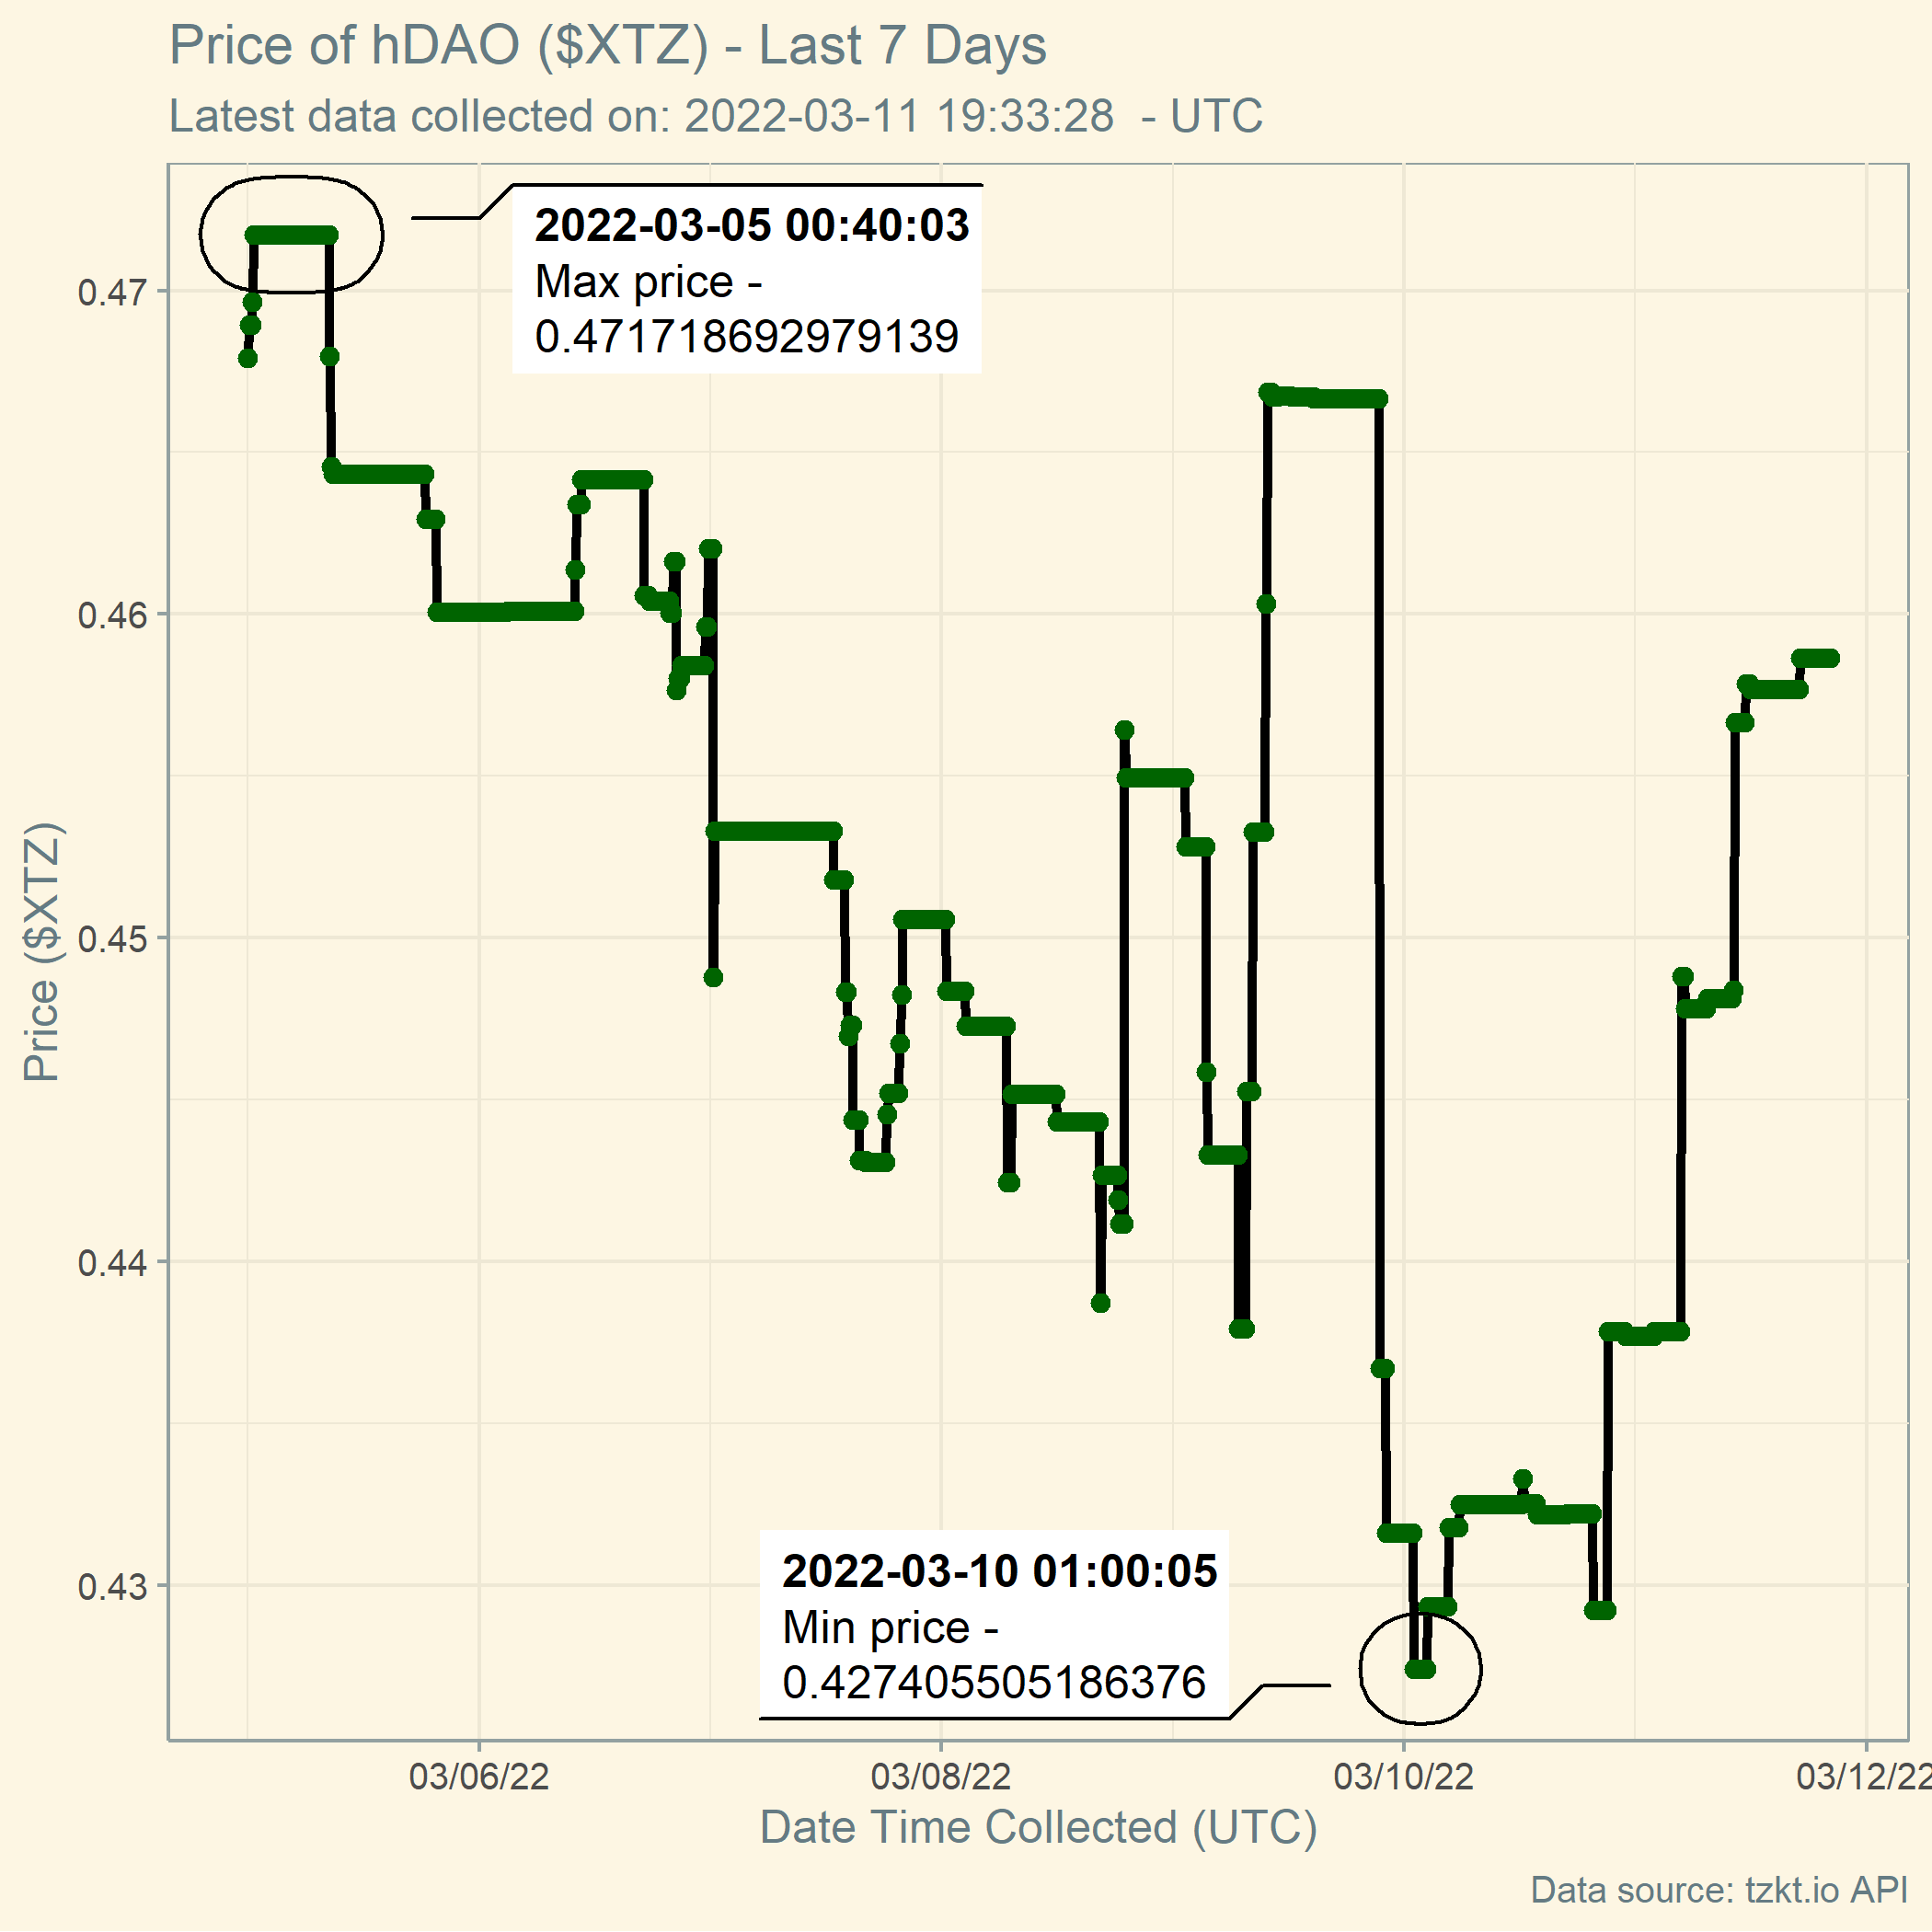 Price of hDAO ($XTZ) - Last 7 Days
Latest data collected on: 2022-03-11 19:33:28  - UTC
2022-03-05 00:40:03
Max price -
0.471718692979139
0.47
0.46
0.45
0.44
0.43
Price ($XTZ)
2022-03-10 01:00:05
Min price -
0.427405505186376
03/06/22
03/08/22
03/10/22
03/12/22
Date Time Collected (UTC)
Data source: tzkt.io API